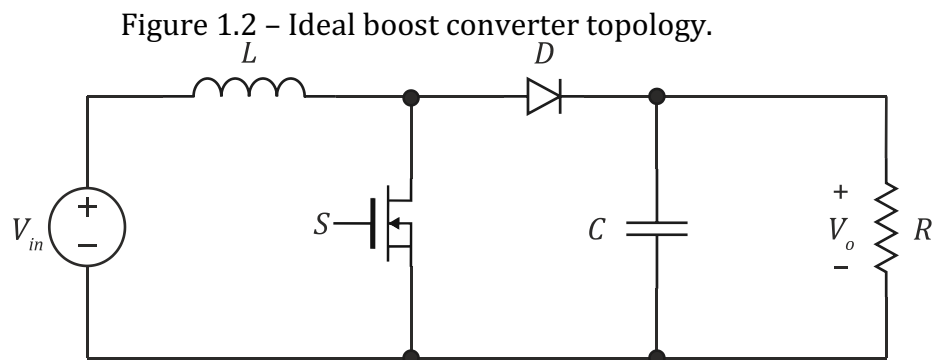 Figure 1.2 – Ideal boost converter topology.
L
D
+
–
V_in
S
C
+
V_o
–
R